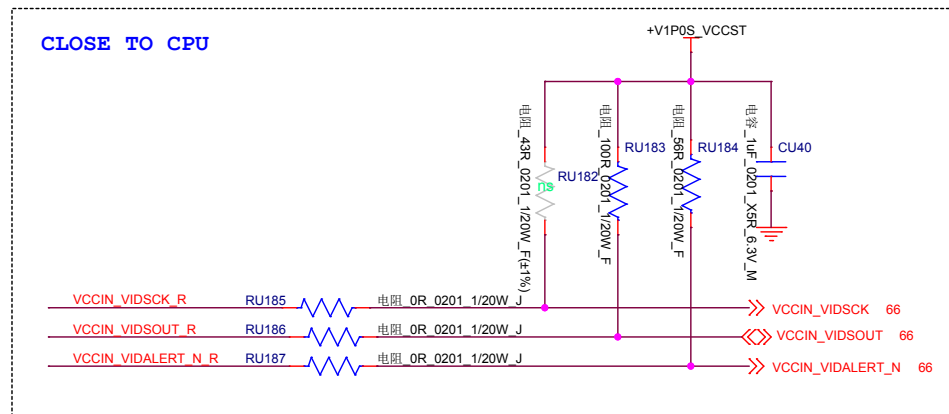 CLOSE TO CPU
+V1P0S_VCCST
电阻_43R_0201_1/20W_F(±1%)
RU182
ns
电阻_100R_0201_1/20W_F
RU183
电阻_56R_0201_1/20W_F
RU184
电容_1uF_0201_X5R_6.3V_M
CU40
VCCIN_VIDSCK_R RU185 电阻_0R_0201_1/20W_J VCCIN_VIDSCK 66
VCCIN_VIDSOUT_R RU186 电阻_0R_0201_1/20W_J VCCIN_VIDSOUT 66
VCCIN_VIDALERT_N_R RU187 电阻_0R_0201_1/20W_J VCCIN_VIDALERT_N 66